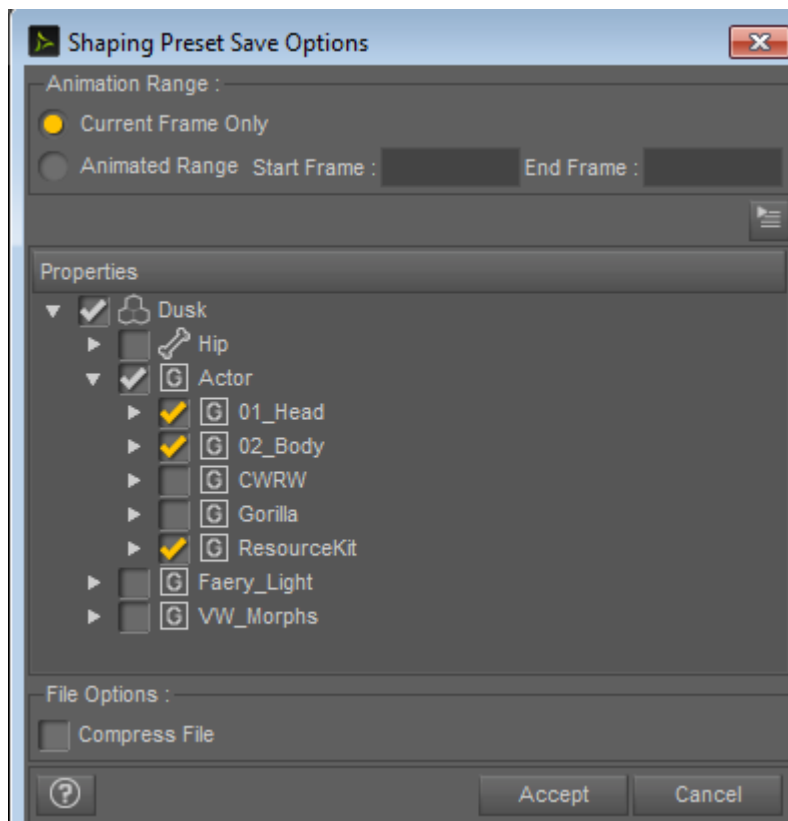 Shaping Preset Save Options
Animation Range :
Current Frame Only
Animated Range Start Frame : End Frame :
Properties
Dusk
Hip
G Actor
G 01_Head
G 02_Body
G CWRW
G Gorilla
G ResourceKit
G Faery_Light
G VW_Morphs
File Options :
Compress File
? Accept Cancel